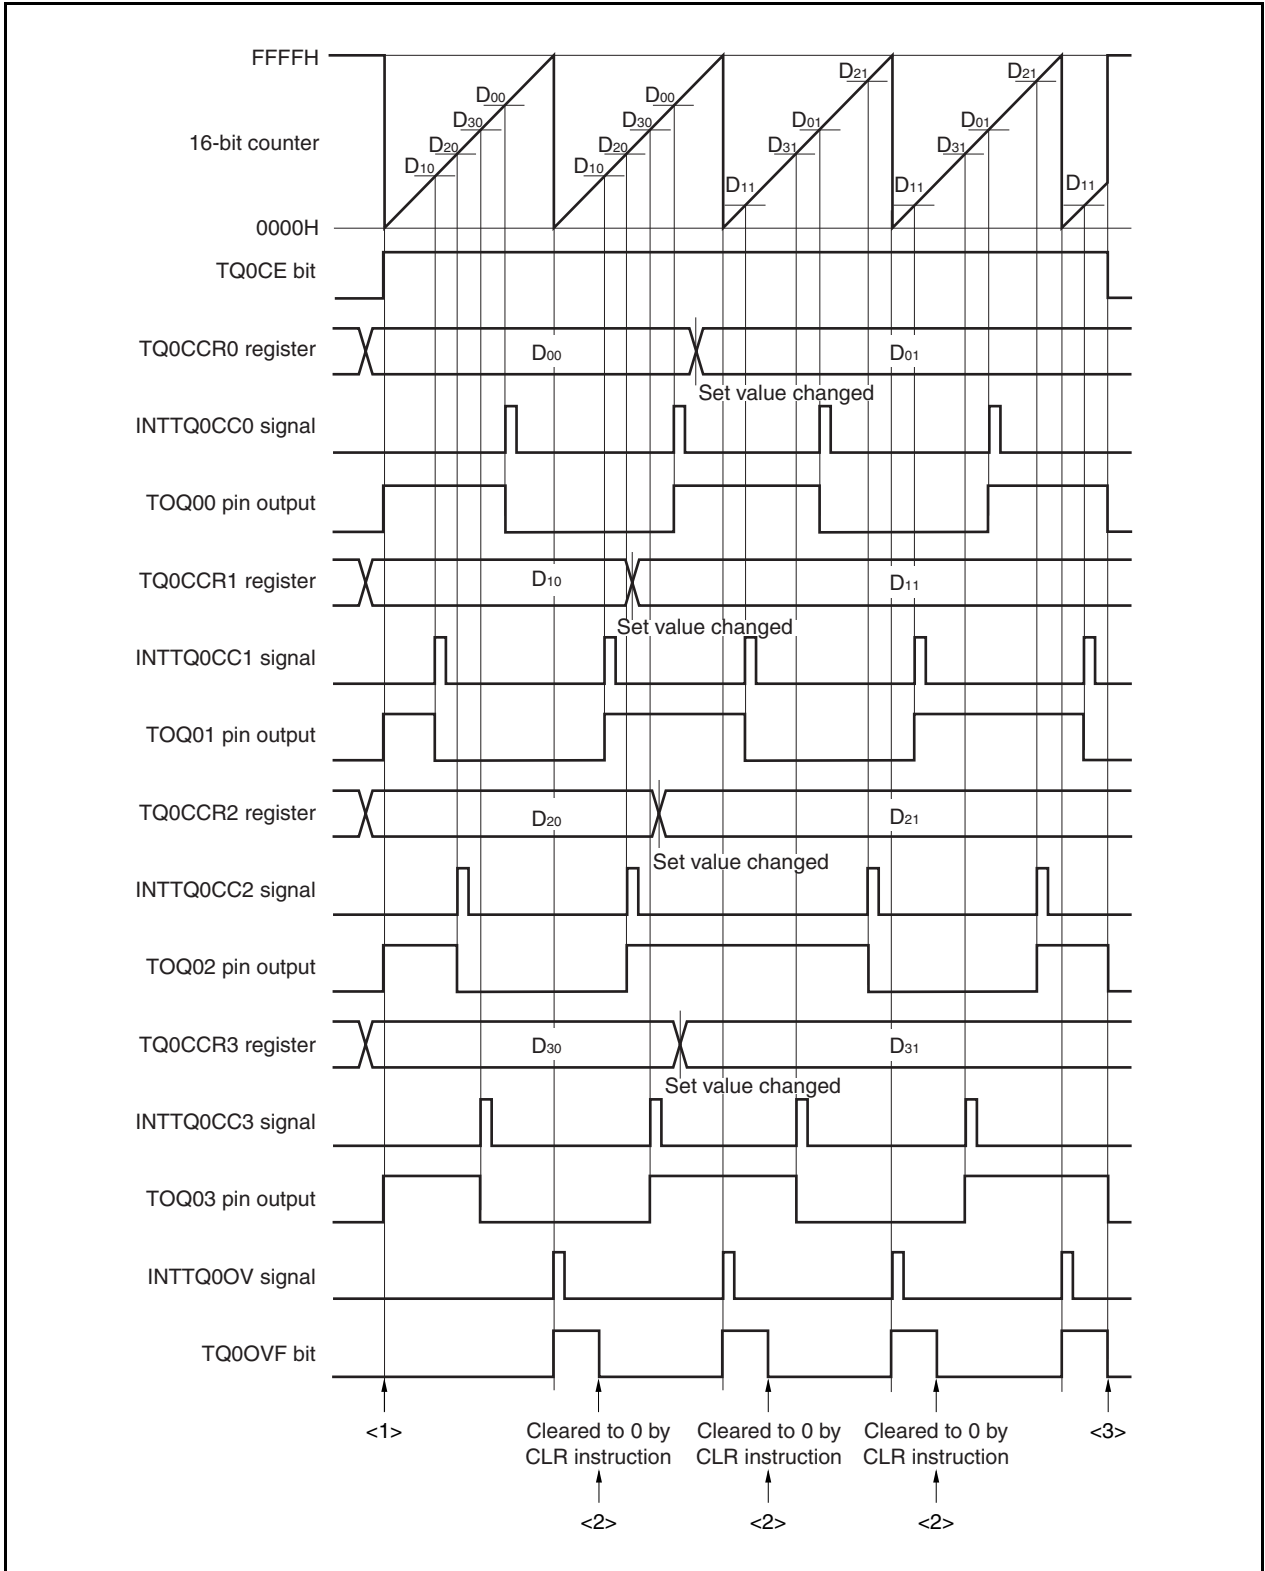 FFFFH
16-bit counter
0000H
D10 D20 D30 D00 D10 D20 D30 D00 D11 D31 D01 D21 D11 D31 D01 D21 D11
TQ0CE bit
TQ0CCR0 register D00 D01
Set value changed
INTTQ0CC0 signal
TOQ00 pin output
TQ0CCR1 register D10 D11
Set value changed
INTTQ0CC1 signal
TOQ01 pin output
TQ0CCR2 register D20 D21
Set value changed
INTTQ0CC2 signal
TOQ02 pin output
TQ0CCR3 register D30 D31
Set value changed
INTTQ0CC3 signal
TOQ03 pin output
INTTQ0OV signal
TQ0OVF bit
<1>
Cleared to 0 by
CLR instruction
<2>
Cleared to 0 by
CLR instruction
<2>
Cleared to 0 by
CLR instruction
<2>
<3>